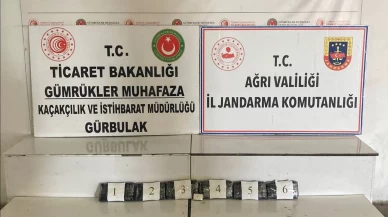 T.C.
TİCARET BAKANLIĞI
GÜMRÜKLER MUHAFAZA
KAÇAKÇILIK VE İSTİHBARAT MÜDÜRLÜĞÜ
GÜRBULAK
T.C.
AĞRI VALİLİĞİ
İL JANDARMA KOMUTANLIĞI
1 2 3 4 5 6